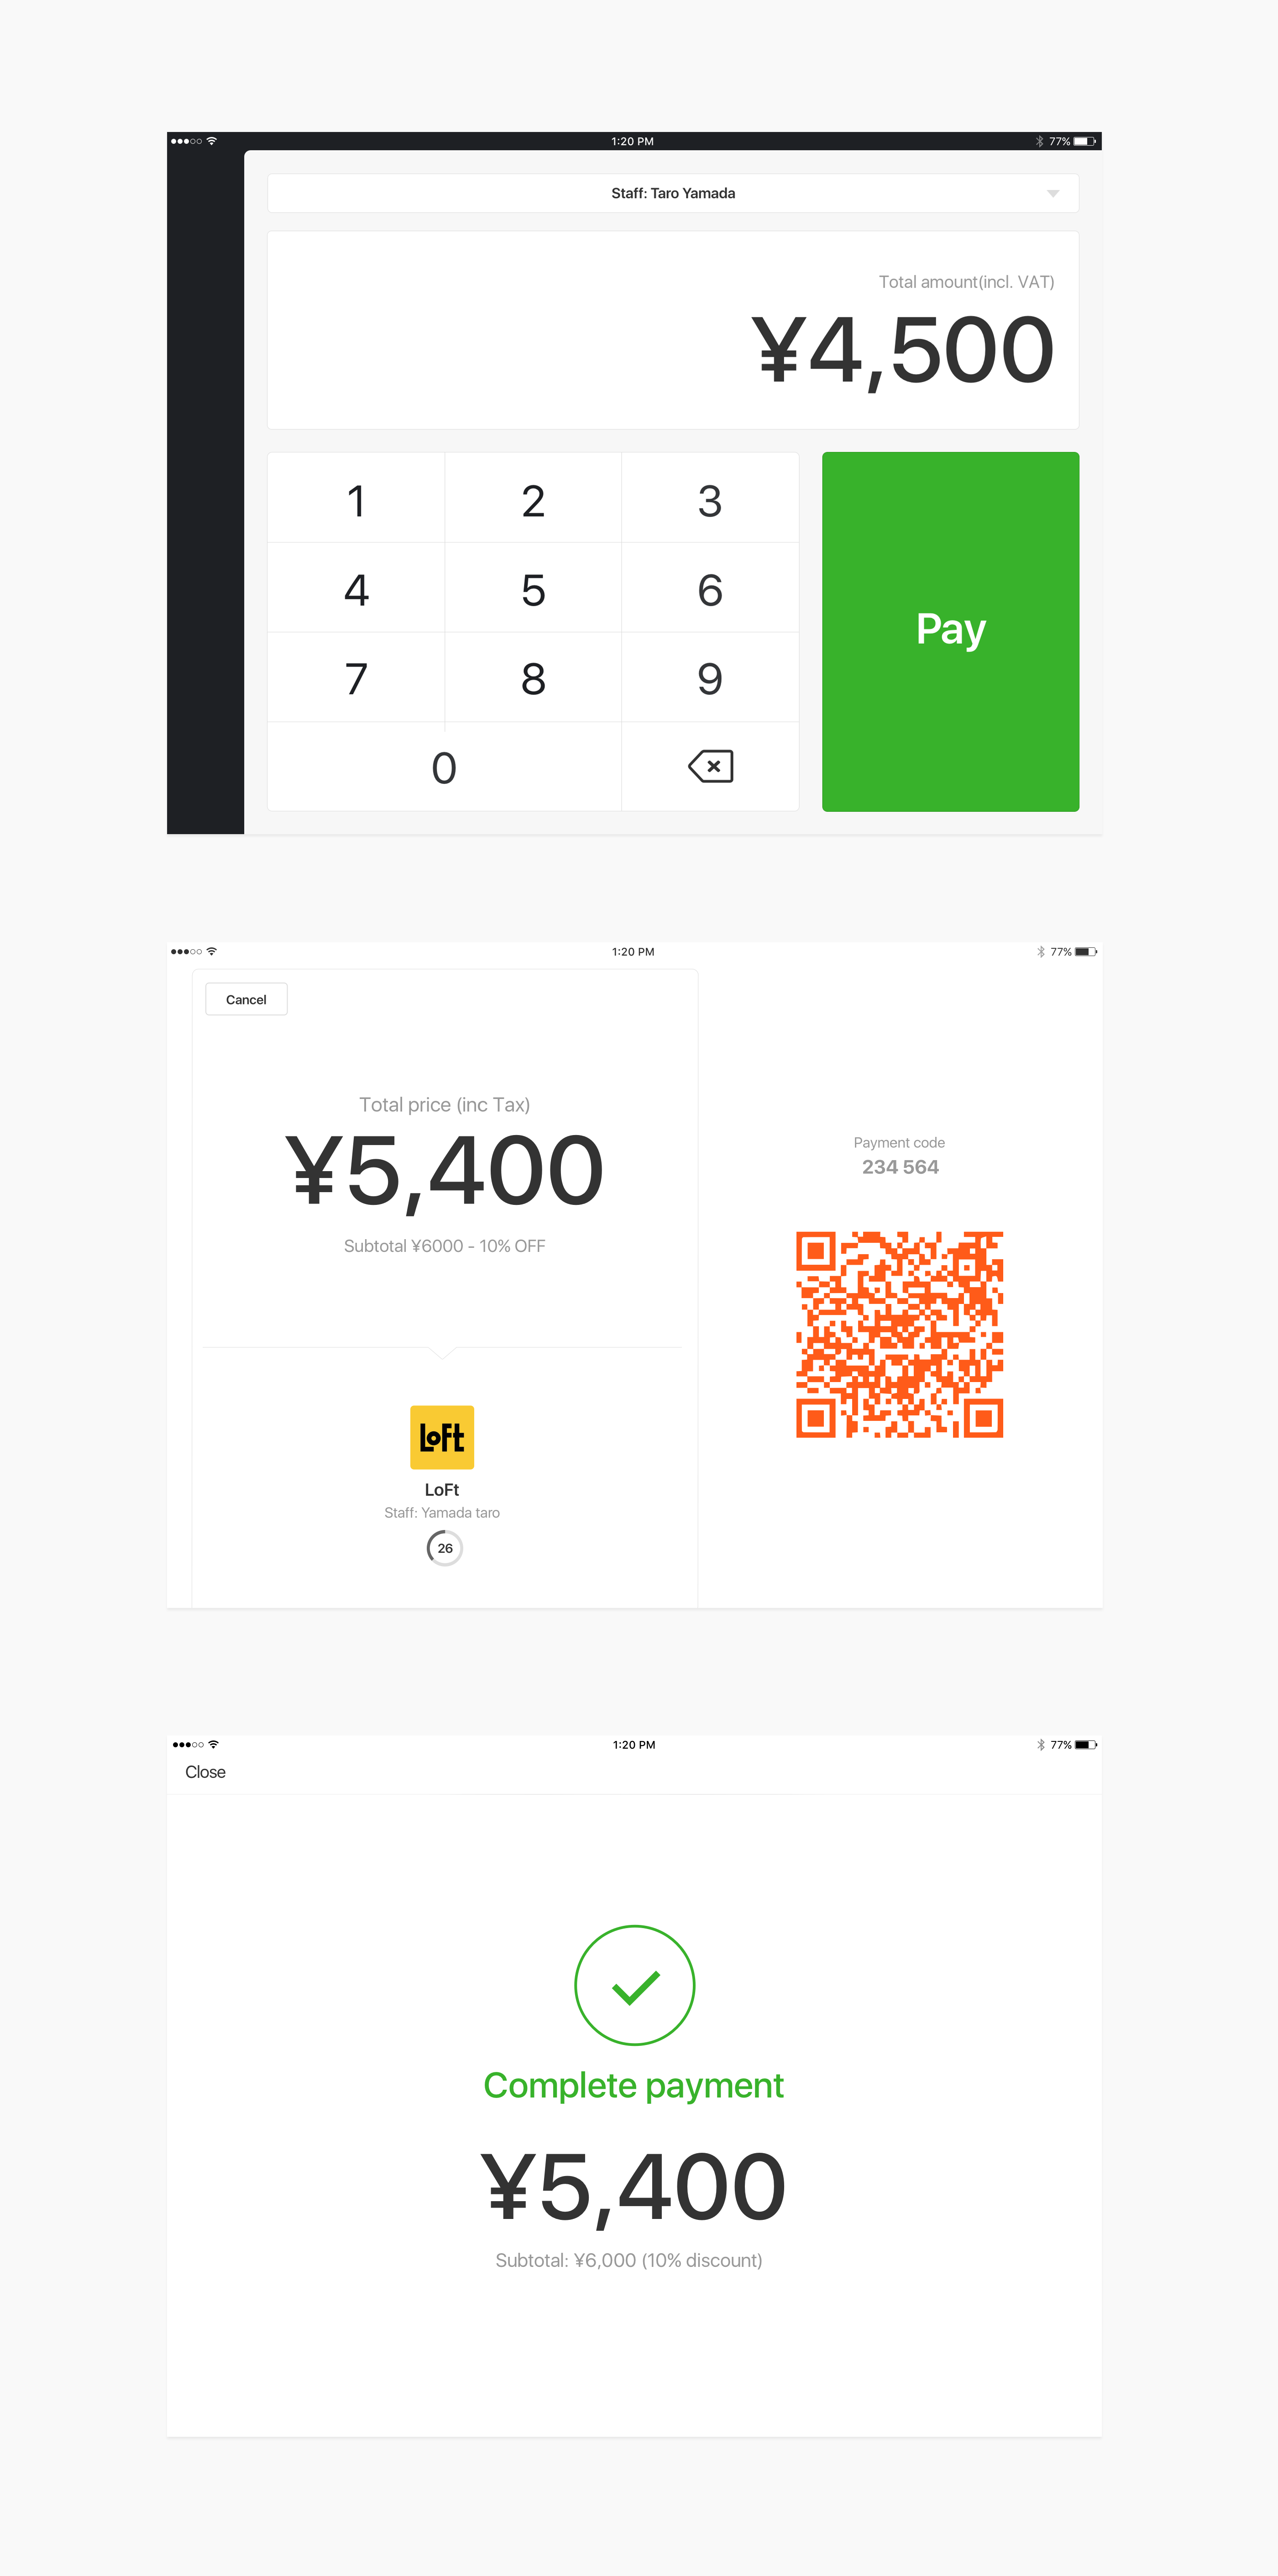 1:20 PM
77%
Staff: Taro Yamada
Total amount(incl. VAT)
¥4,500
1 2 3
4 5 6
7 8 9
0
Pay
1:20 PM
77%
Cancel
Total price (inc Tax)
¥5,400
Subtotal ¥6000 - 10% OFF
LoFt
LoFt
Staff: Yamada taro
26
Payment code
234 564
1:20 PM
77%
Close
Complete payment
¥5,400
Subtotal: ¥6,000 (10% discount)